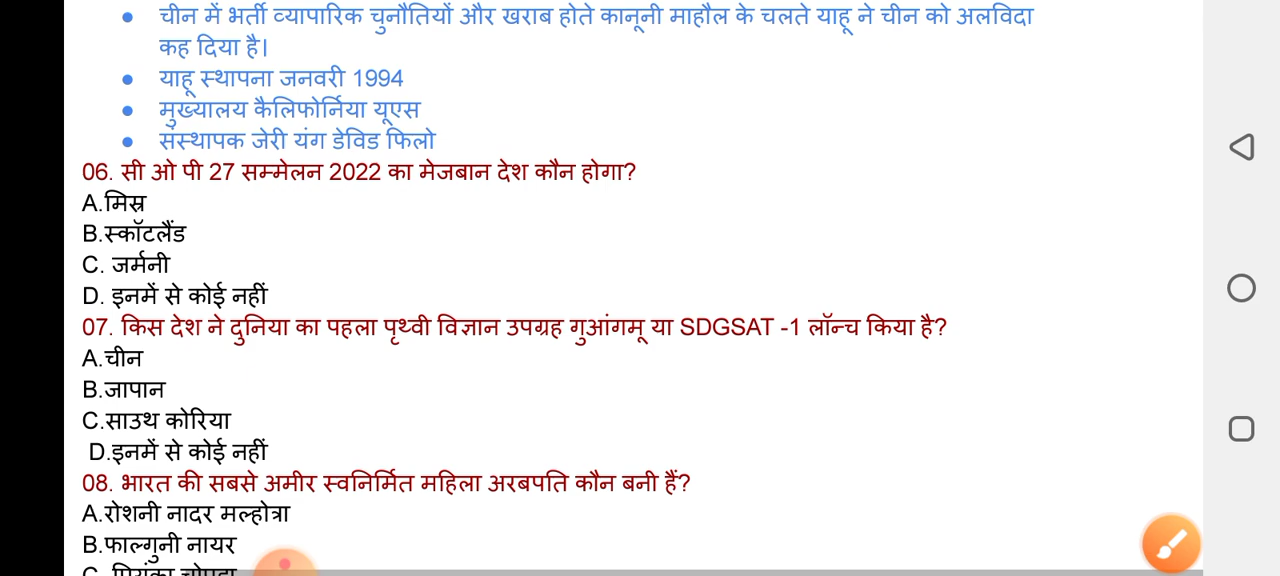 ● चीन में भर्ती व्यापारिक चुनौतियों और खराब होते कानूनी माहौल के चलते याहू ने चीन को अलविदा
कह दिया है।
● याहू स्थापना जनवरी 1994
● मुख्यालय कैलिफोर्निया यूएस
● संस्थापक जेरी यंग डेविड फिलो
06. सी ओ पी 27 सम्मेलन 2022 का मेजबान देश कौन होगा?
A.मिस्र
B.स्कॉटलैंड
C. जर्मनी
D. इनमें से कोई नहीं
07. किस देश ने दुनिया का पहला पृथ्वी विज्ञान उपग्रह गुआंगमू या SDGSAT -1 लॉन्च किया है?
A.चीन
B.जापान
C.साउथ कोरिया
D.इनमें से कोई नहीं
08. भारत की सबसे अमीर स्वनिर्मित महिला अरबपति कौन बनी हैं?
A.रोशनी नादर मल्होत्रा
B.फाल्गुनी नायर